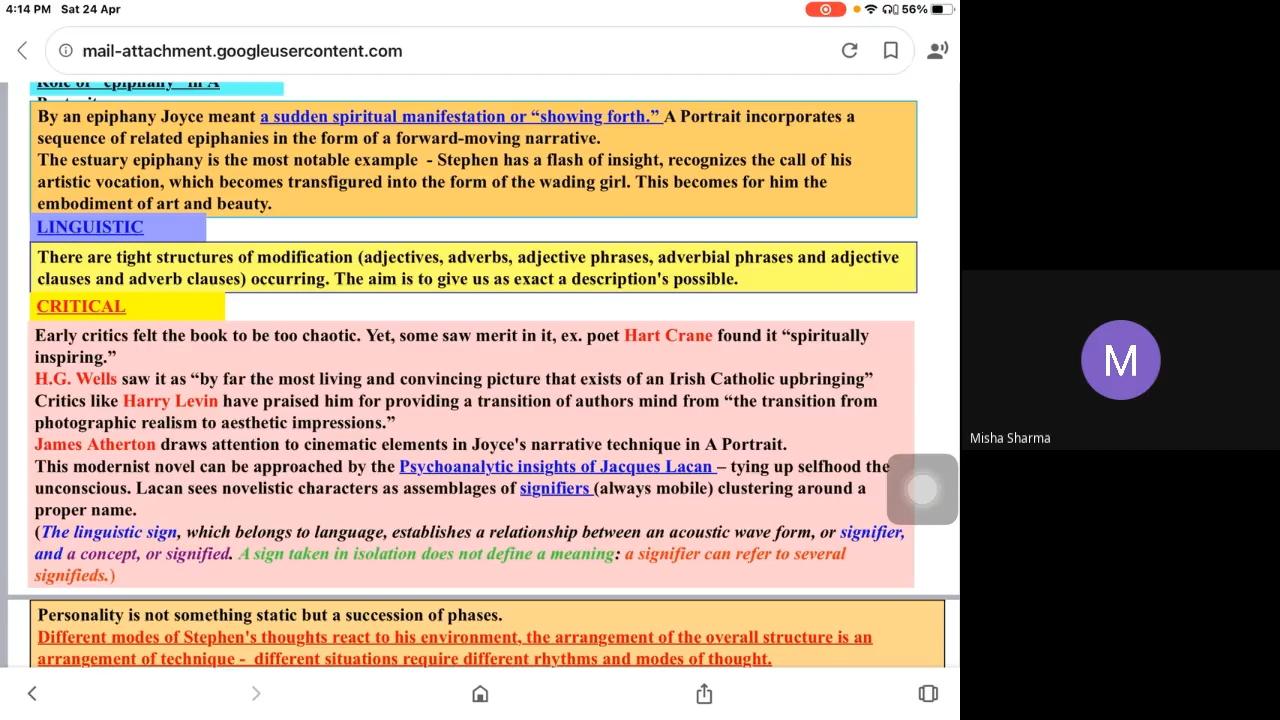 4:14 PM Sat 24 Apr
56%
mail-attachment.googleusercontent.com
Role of "epiphany" in A
By an epiphany Joyce meant a sudden spiritual manifestation or “showing forth.” A Portrait incorporates a
sequence of related epiphanies in the form of a forward-moving narrative.
The estuary epiphany is the most notable example - Stephen has a flash of insight, recognizes the call of his
artistic vocation, which becomes transfigured into the form of the wading girl. This becomes for him the
embodiment of art and beauty.
LINGUISTIC
There are tight structures of modification (adjectives, adverbs, adjective phrases, adverbial phrases and adjective
clauses and adverb clauses) occurring. The aim is to give us as exact a description's possible.
CRITICAL
Early critics felt the book to be too chaotic. Yet, some saw merit in it, ex. poet Hart Crane found it “spiritually
inspiring.”
H.G. Wells saw it as “by far the most living and convincing picture that exists of an Irish Catholic upbringing”
Critics like Harry Levin have praised him for providing a transition of authors mind from “the transition from
photographic realism to aesthetic impressions.”
James Atherton draws attention to cinematic elements in Joyce's narrative technique in A Portrait.
This modernist novel can be approached by the Psychoanalytic insights of Jacques Lacan – tying up selfhood the
unconscious. Lacan sees novelistic characters as assemblages of signifiers (always mobile) clustering around a
proper name.
(The linguistic sign, which belongs to language, establishes a relationship between an acoustic wave form, or signifier,
and a concept, or signified. A sign taken in isolation does not define a meaning: a signifier can refer to several
signifieds.)
Personality is not something static but a succession of phases.
Different modes of Stephen's thoughts react to his environment, the arrangement of the overall structure is an
arrangement of technique - different situations require different rhythms and modes of thought.
M
Misha Sharma